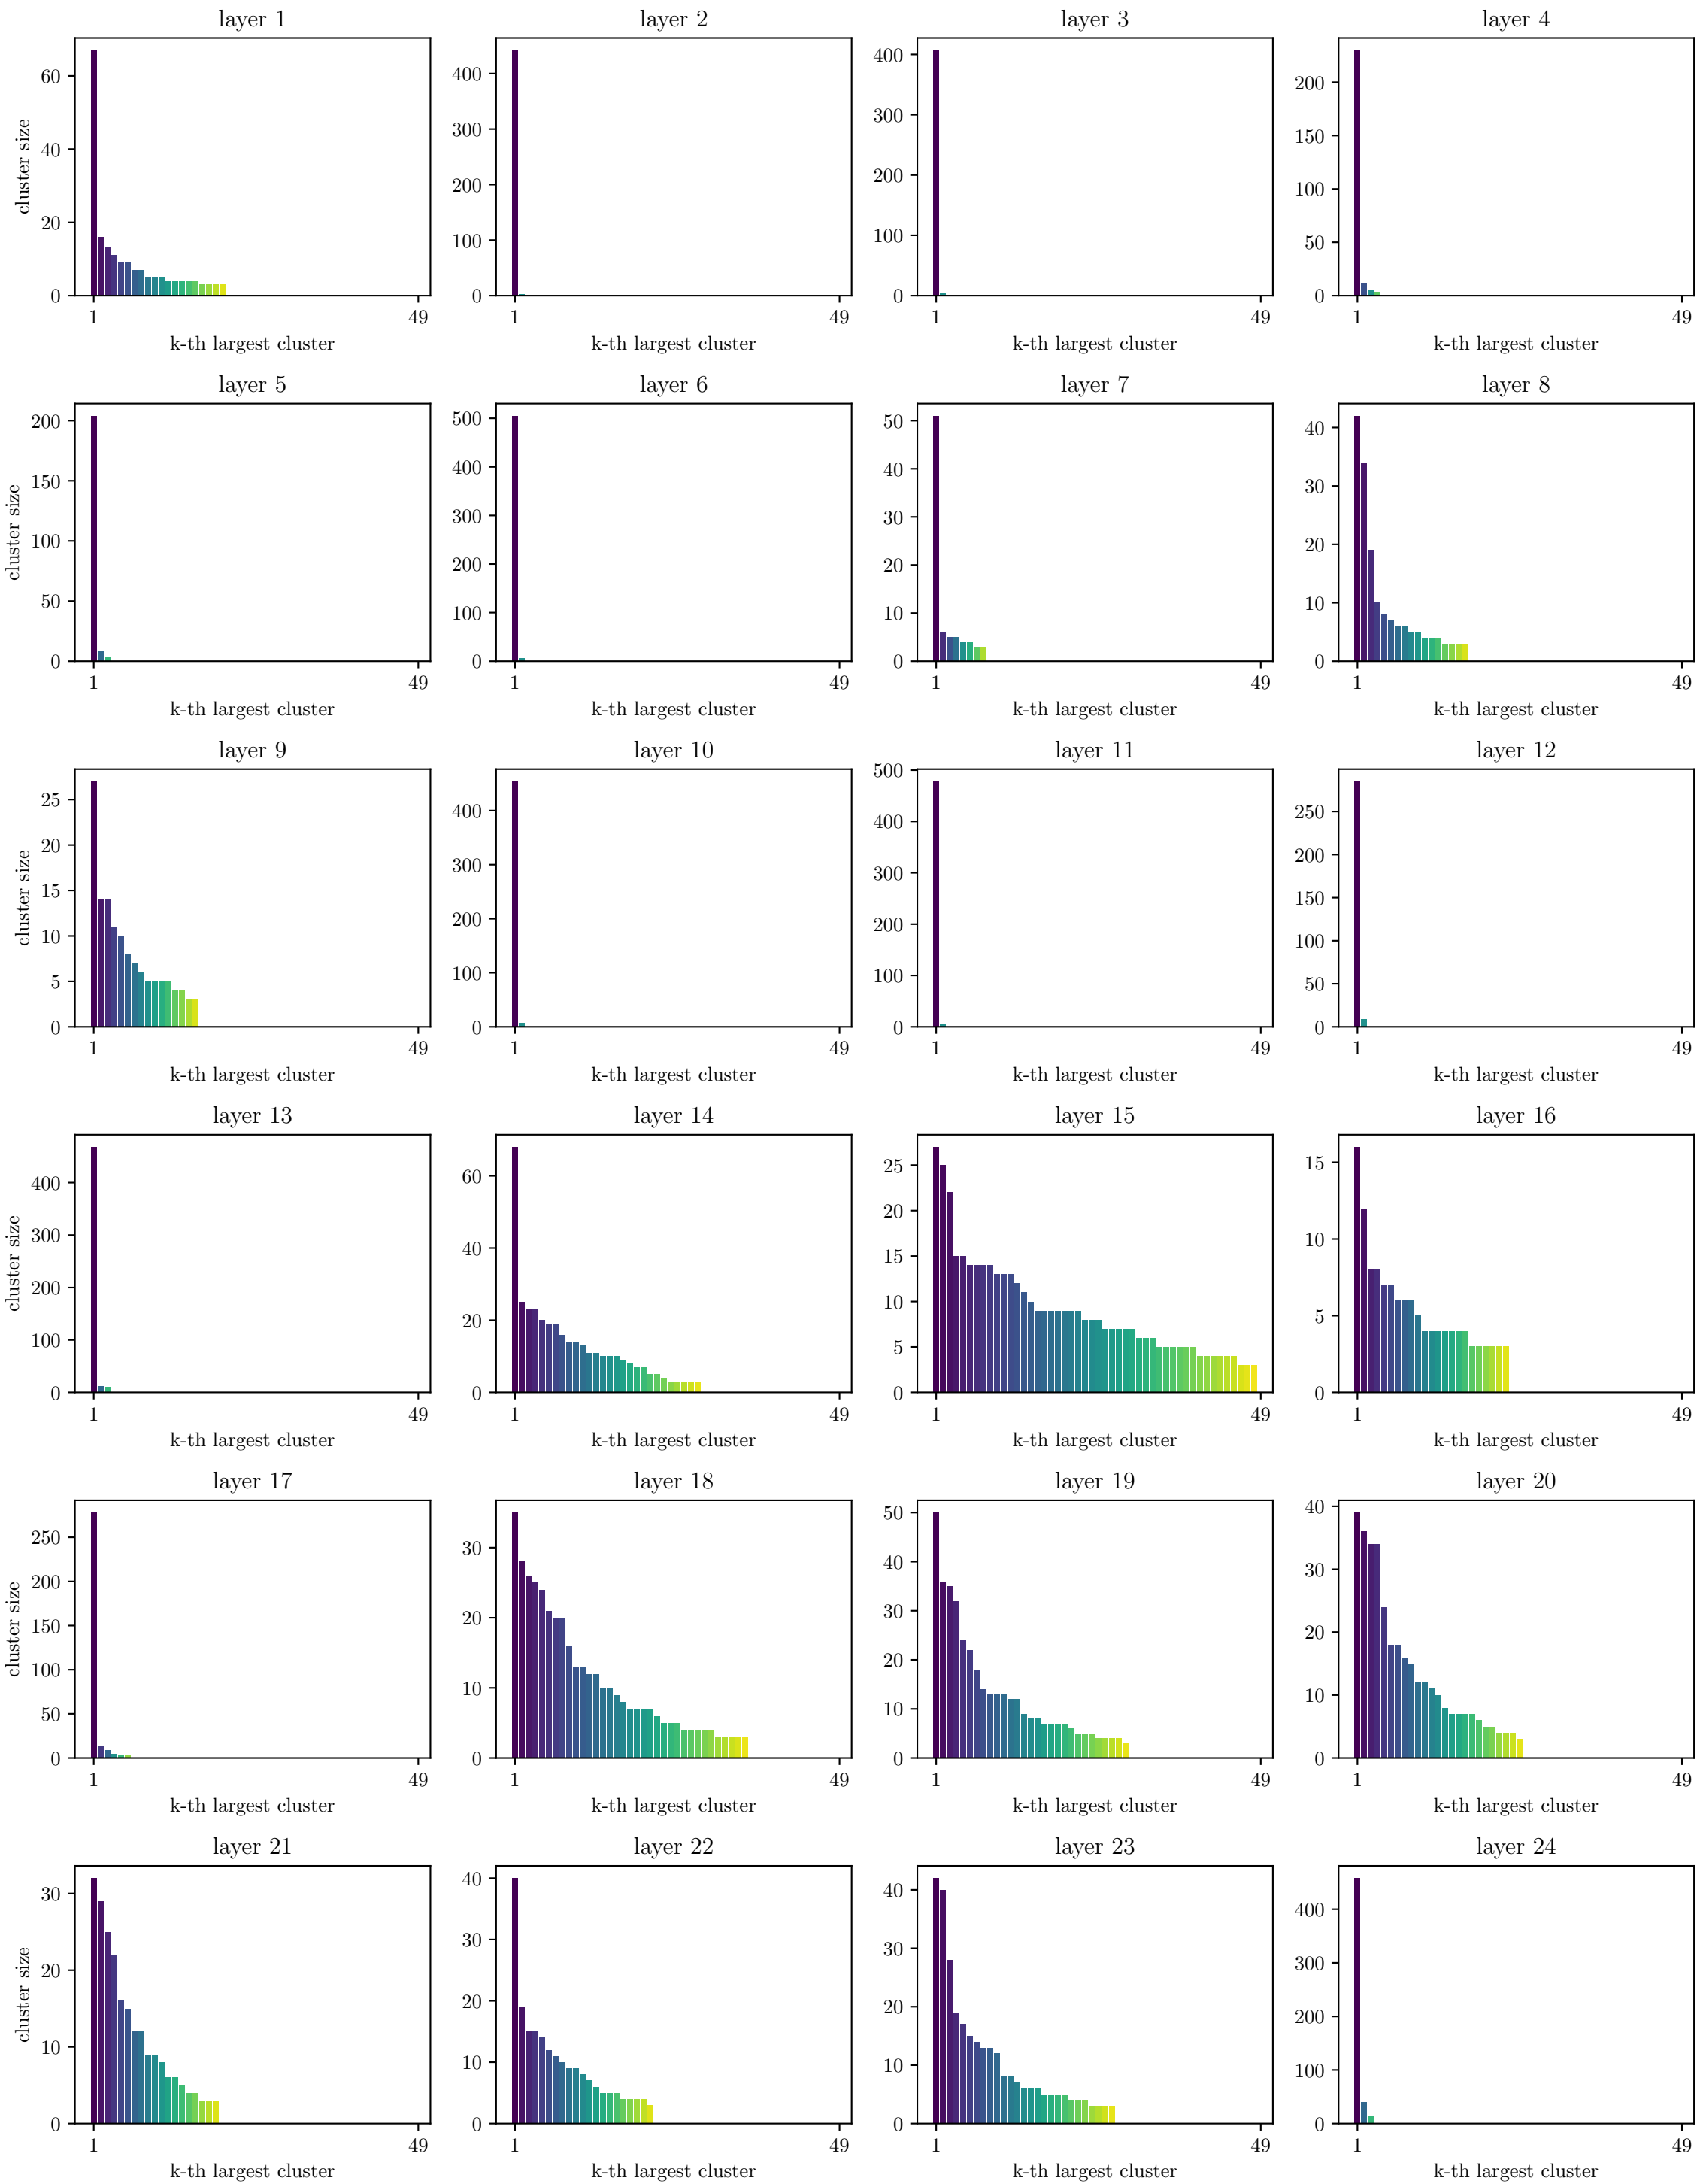 layer 1
layer 2
layer 3
layer 4
cluster size
60
40
20
0
400
300
200
100
0
400
300
200
100
0
200
150
100
50
0
1 49
1 49
1 49
1 49
k-th largest cluster
k-th largest cluster
k-th largest cluster
k-th largest cluster
layer 5
layer 6
layer 7
layer 8
cluster size
200
150
100
50
0
500
400
300
200
100
0
50
40
30
20
10
0
40
30
20
10
0
1 49
1 49
1 49
1 49
k-th largest cluster
k-th largest cluster
k-th largest cluster
k-th largest cluster
layer 9
layer 10
layer 11
layer 12
cluster size
25
20
15
10
5
0
400
300
200
100
0
500
400
300
200
100
0
250
200
150
100
50
0
1 49
1 49
1 49
1 49
k-th largest cluster
k-th largest cluster
k-th largest cluster
k-th largest cluster
layer 13
layer 14
layer 15
layer 16
cluster size
400
300
200
100
0
60
40
20
0
25
20
15
10
5
0
15
10
5
0
1 49
1 49
1 49
1 49
k-th largest cluster
k-th largest cluster
k-th largest cluster
k-th largest cluster
layer 17
layer 18
layer 19
layer 20
cluster size
250
200
150
100
50
0
30
20
10
0
50
40
30
20
10
0
40
30
20
10
0
1 49
1 49
1 49
1 49
k-th largest cluster
k-th largest cluster
k-th largest cluster
k-th largest cluster
layer 21
layer 22
layer 23
layer 24
cluster size
30
20
10
0
40
30
20
10
0
40
30
20
10
0
400
300
200
100
0
1 49
1 49
1 49
1 49
k-th largest cluster
k-th largest cluster
k-th largest cluster
k-th largest cluster